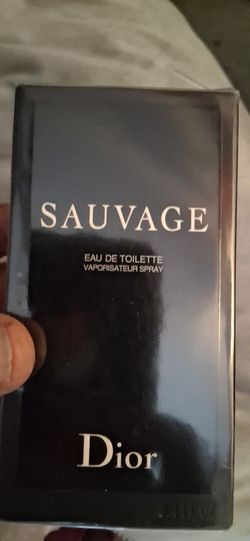 SAUVAGE
EAU DE TOILETTE
VAPORISATEUR SPRAY
Dior